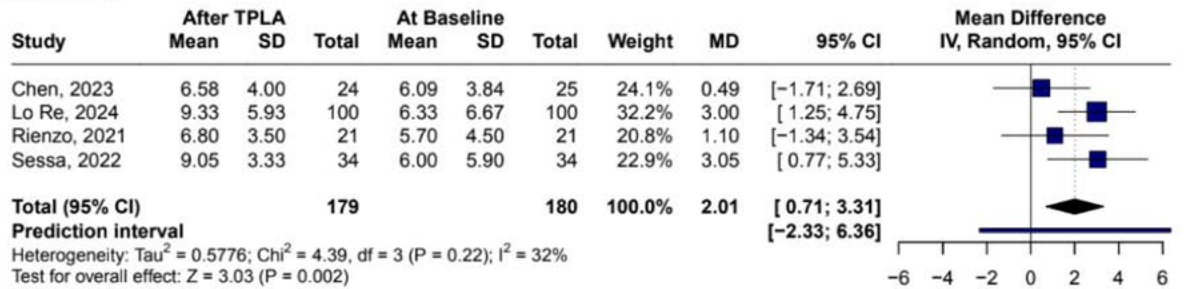 After TPLA At Baseline Mean Difference
Study Mean SD Total Mean SD Total Weight MD 95% CI IV, Random, 95% CI
Chen, 2023 6.58 4.00 24 6.09 3.84 25 24.1% 0.49 [−1.71; 2.69]
Lo Re, 2024 9.33 5.93 100 6.33 6.67 100 32.2% 3.00 [ 1.25; 4.75]
Rienzo, 2021 6.80 3.50 21 5.70 4.50 21 20.8% 1.10 [−1.34; 3.54]
Sessa, 2022 9.05 3.33 34 6.00 5.90 34 22.9% 3.05 [ 0.77; 5.33]
Total (95% CI) 179 180 100.0% 2.01 [ 0.71; 3.31]
Prediction interval [−2.33; 6.36]
Heterogeneity: Tau² = 0.5776; Chi² = 4.39, df = 3 (P = 0.22); I² = 32%
Test for overall effect: Z = 3.03 (P = 0.002)
−6 −4 −2 0 2 4 6